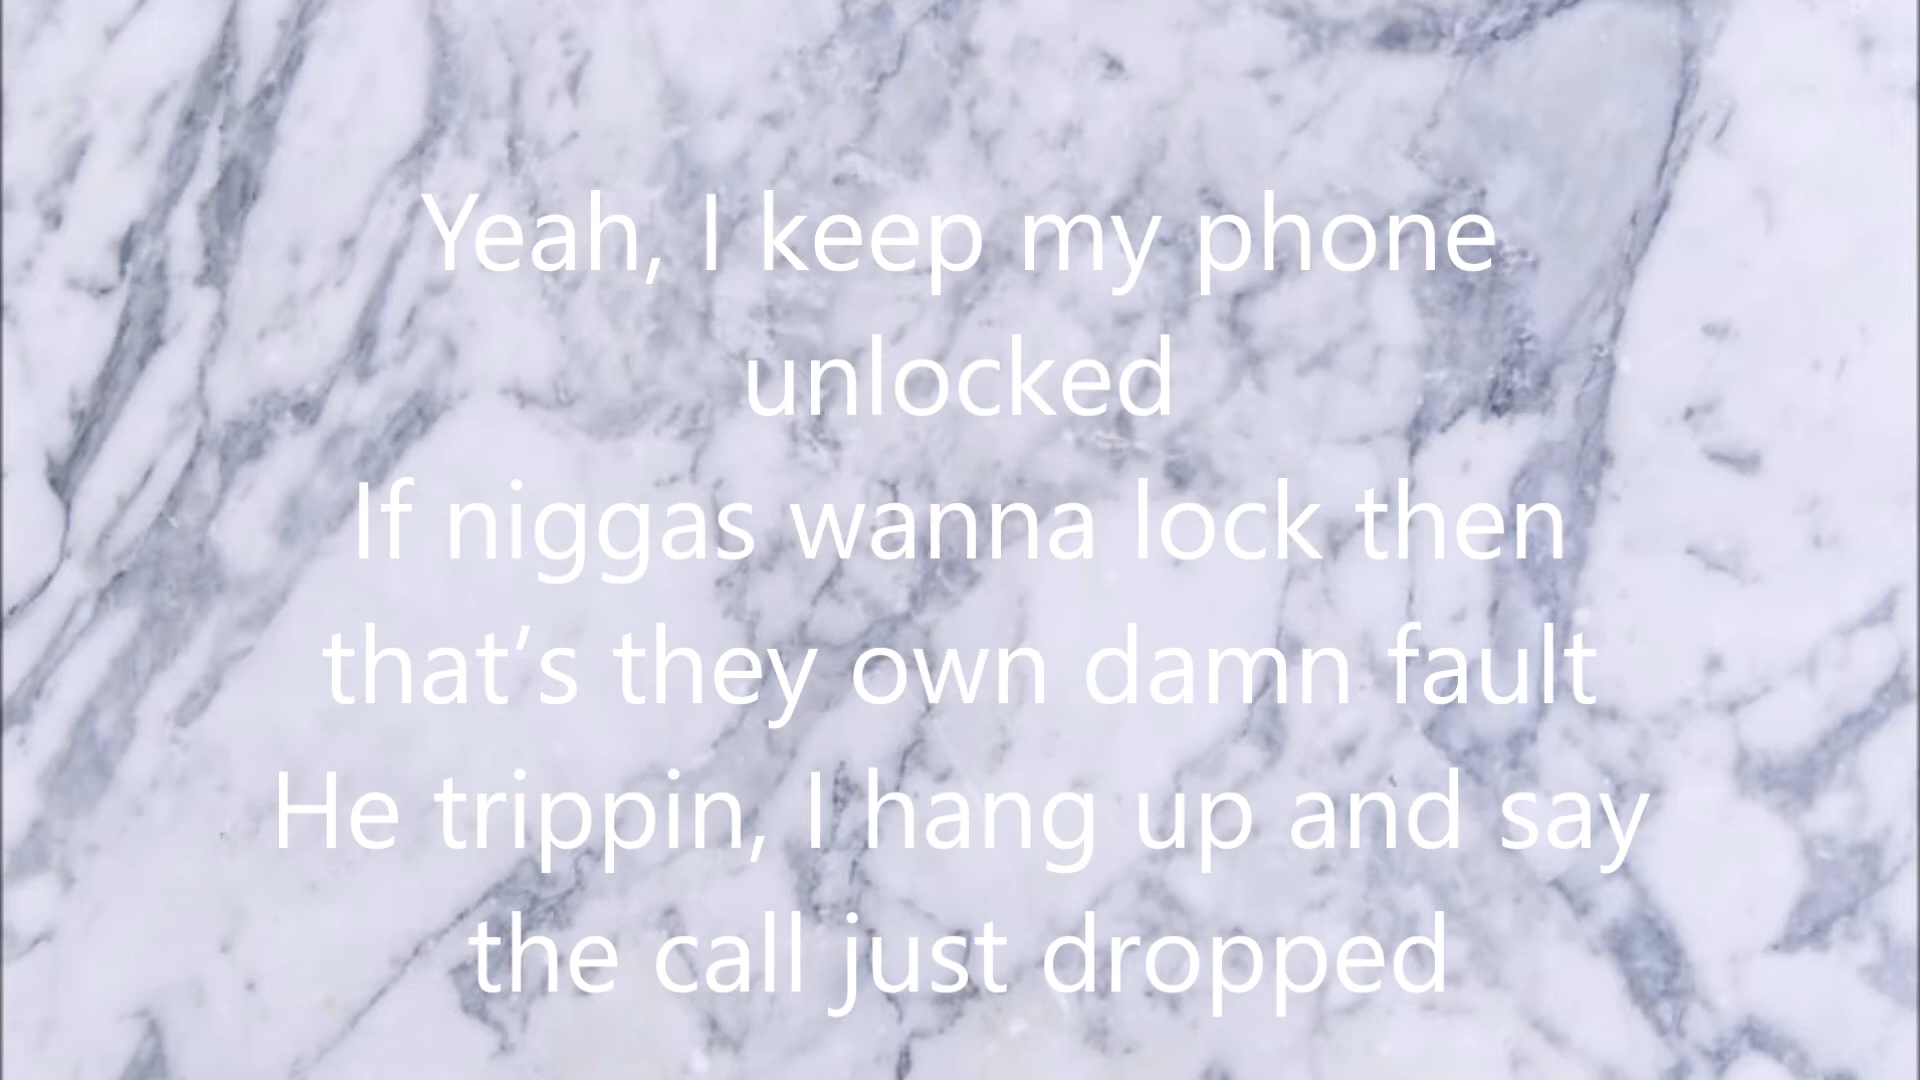 Yeah, I keep my phone
unlocked
If niggas wanna lock then
that’s they own damn fault
He trippin, I hang up and say
the call just dropped